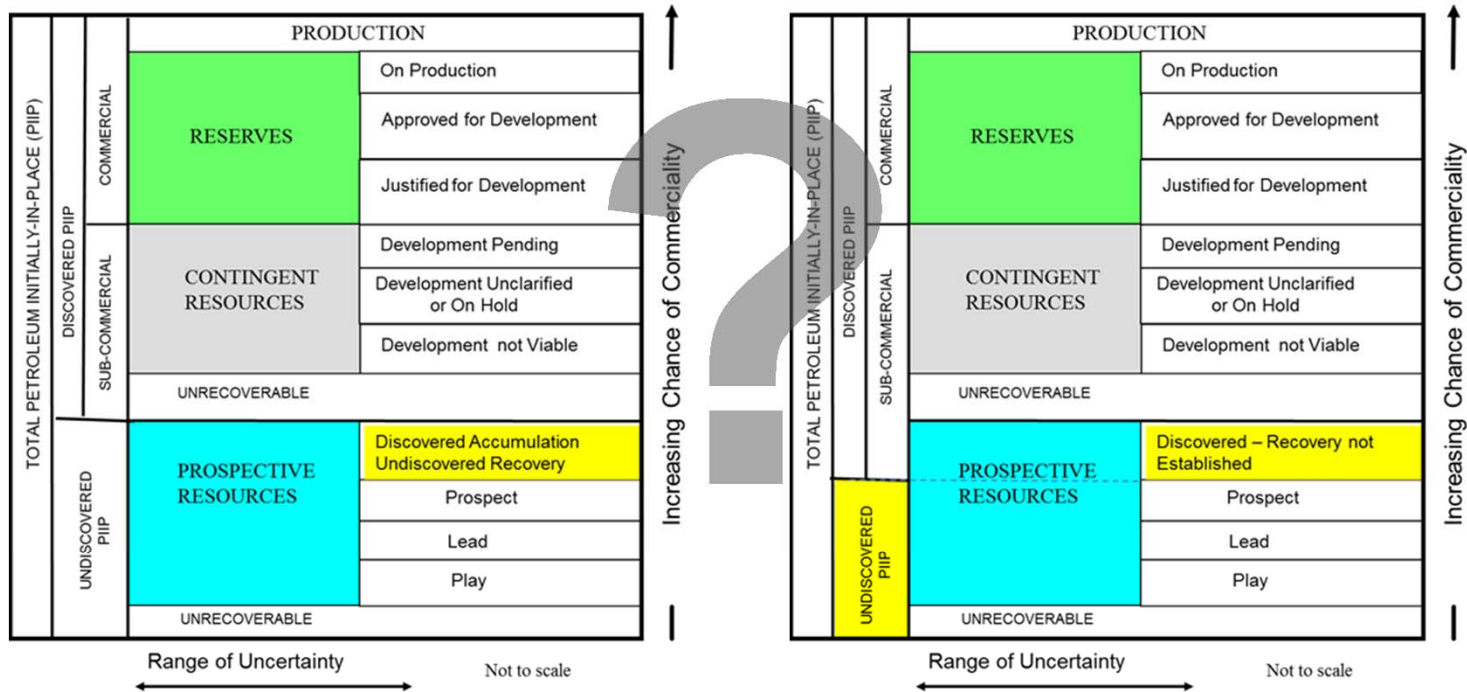 PRODUCTION
TOTAL PETROLEUM INITIALLY-IN-PLACE (PIIP)
DISCOVERED PIIP
COMMERCIAL
RESERVES
On Production
Approved for Development
Justified for Development
SUB-COMMERCIAL
CONTINGENT
RESOURCES
Development Pending
Development Unclarified
or On Hold
Development not Viable
UNRECOVERABLE
UNDISCOVERED
PIIP
PROSPECTIVE
RESOURCES
Discovered Accumulation
Undiscovered Recovery
Prospect
Lead
Play
UNRECOVERABLE
Increasing Chance of Commerciality
Range of Uncertainty
Not to scale
?
PRODUCTION
TOTAL PETROLEUM INITIALLY-IN-PLACE (PIIP)
DISCOVERED PIIP
COMMERCIAL
RESERVES
On Production
Approved for Development
Justified for Development
SUB-COMMERCIAL
CONTINGENT
RESOURCES
Development Pending
Development Unclarified
or On Hold
Development not Viable
UNRECOVERABLE
UNDISCOVERED
PIIP
PROSPECTIVE
RESOURCES
Discovered – Recovery not
Established
Prospect
Lead
Play
UNRECOVERABLE
Increasing Chance of Commerciality
Range of Uncertainty
Not to scale